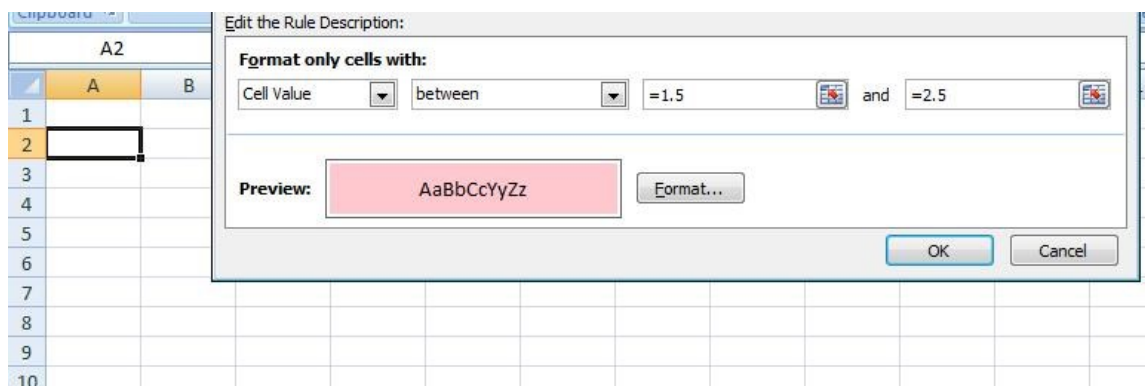 Clipboard
Edit the Rule Description:
A2
Format only cells with:
A B
Cell Value between =1.5 and =2.5
1
2
3
Preview: AaBbCcYyZz Format...
4
5
OK Cancel
6
7
8
9
10